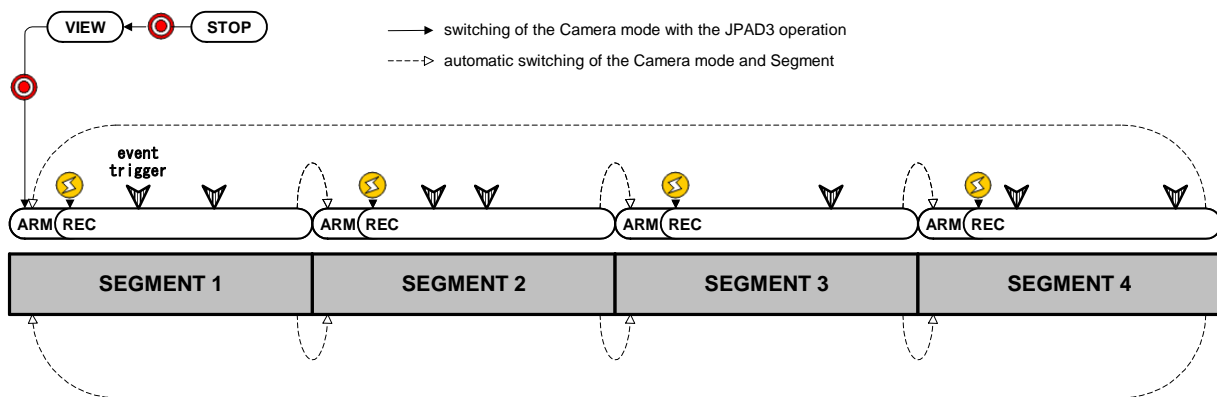 VIEW
STOP
switching of the Camera mode with the JPAD3 operation
automatic switching of the Camera mode and Segment
event
trigger
ARM REC
ARM REC
ARM REC
ARM REC
SEGMENT 1
SEGMENT 2
SEGMENT 3
SEGMENT 4